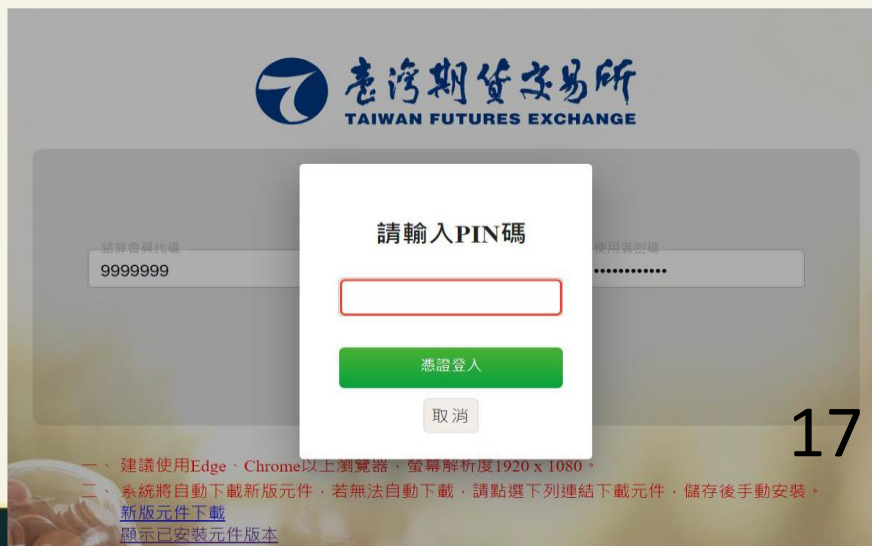 臺灣期貨交易所
TAIWAN FUTURES EXCHANGE
請輸入PIN碼
結算會員代碼
9999999
使用者密碼
••••••••••••
憑證登入
取消
17
一、 建議使用Edge、Chrome以上瀏覽器，螢幕解析度1920 x 1080。
二、 系統將自動下載新版元件，若無法自動下載，請點選下列連結下載元件，儲存後手動安裝。
新版元件下載
顯示已安裝元件版本